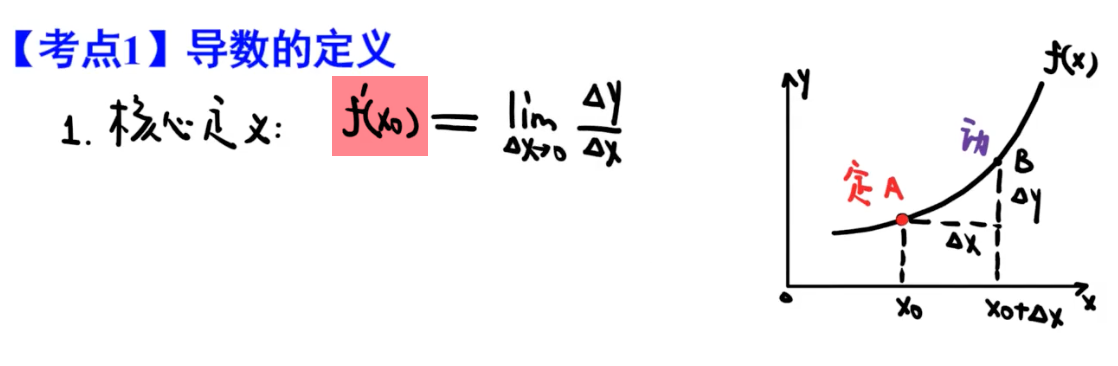 【考点1】导数的定义
1. 核心定义： f'(x₀) = lim Δy/Δx
Δx→0
y
f(x)
动
B
定 A
Δy
Δx
0
x₀
x₀+Δx
x